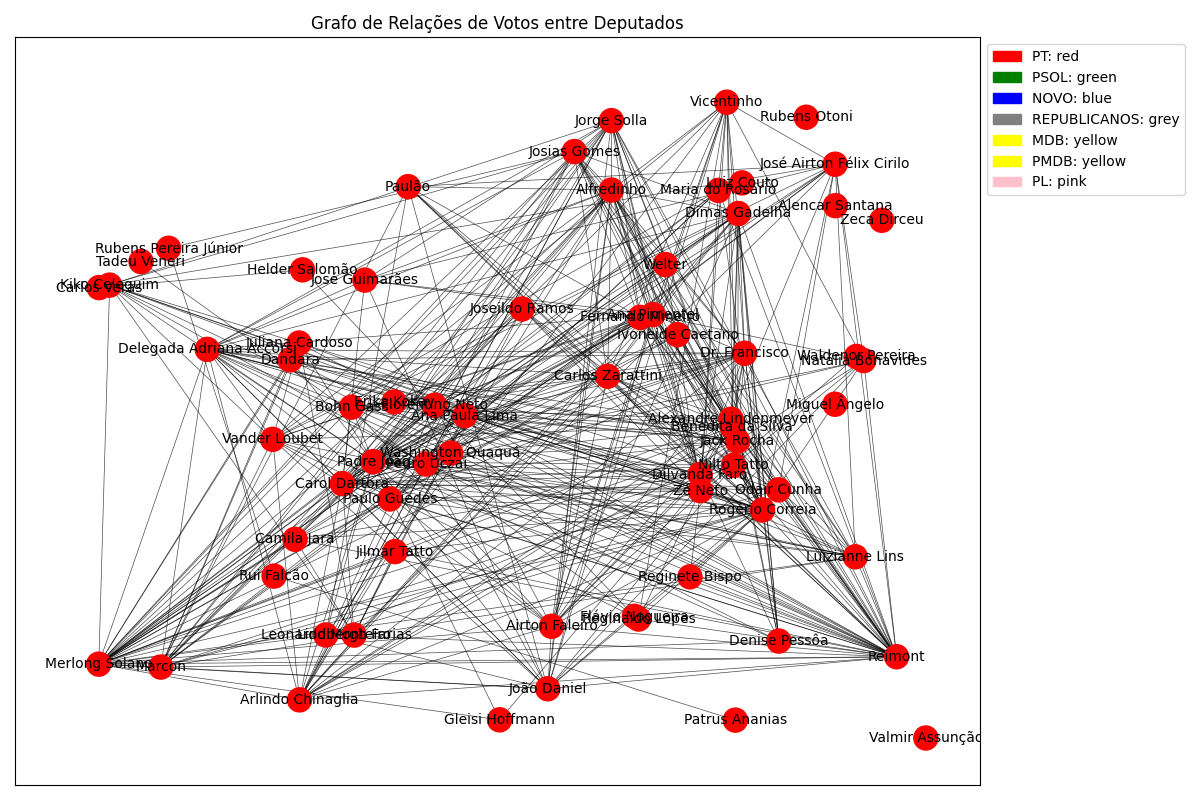 Grafo de Relações de Votos entre Deputados
PT: red
PSOL: green
NOVO: blue
REPUBLICANOS: grey
MDB: yellow
PMDB: yellow
PL: pink
Vicentinho
Rubens Otoni
Jorge Solla
Josias Gomes
José Airton Félix Cirilo
Paulão
Alfredinho
Maria do Rosário
Luiz Couto
Dimas Gadelha
Alencar Santana
Zeca Dirceu
Rubens Pereira Júnior
Tadeu Veneri
Helder Salomão
José Guimarães
Welter
Kiko Celeguim
Carlos Veras
Joseildo Ramos
Fernando Mineiro
Ana Pimentel
Ivoneide Caetano
Delegada Adriana Accorsi
Juliana Cardoso
Dandara
Dr. Francisco
Waldenor Pereira
Natália Bonavides
Carlos Zarattini
Bohn Gass
Erika Kokay
Ana Paula Lima
Miguel Ângelo
Alexandre Lindenmeyer
Benedita da Silva
Jack Rocha
Vander Loubet
Washington Quaquá
Padre João
Pedro Uczai
Nilto Tatto
Dilvanda Faro
Carol Dartora
Paulo Guedes
Zé Neto
Odair Cunha
Rogério Correia
Camila Jara
Jilmar Tatto
Luizianne Lins
Rui Falcão
Reginete Bispo
Flávio Nogueira
Reginaldo Lopes
Airton Faleiro
Leonardo Monteiro
Lindbergh Farias
Denise Pessôa
Merlong Solano
Marcon
Reimont
João Daniel
Arlindo Chinaglia
Gleisi Hoffmann
Patrus Ananias
Valmir Assunção